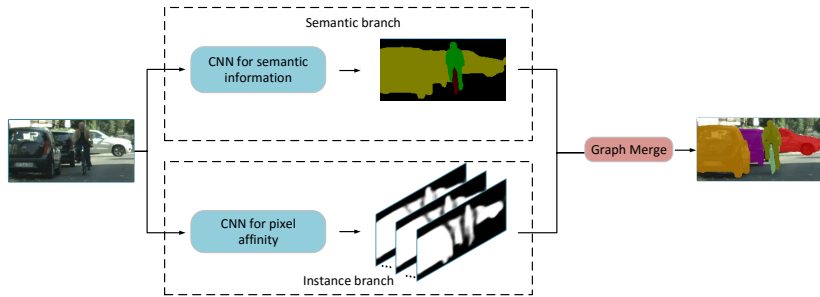 Semantic branch
CNN for semantic
information
Graph Merge
CNN for pixel
affinity
...
...
Instance branch